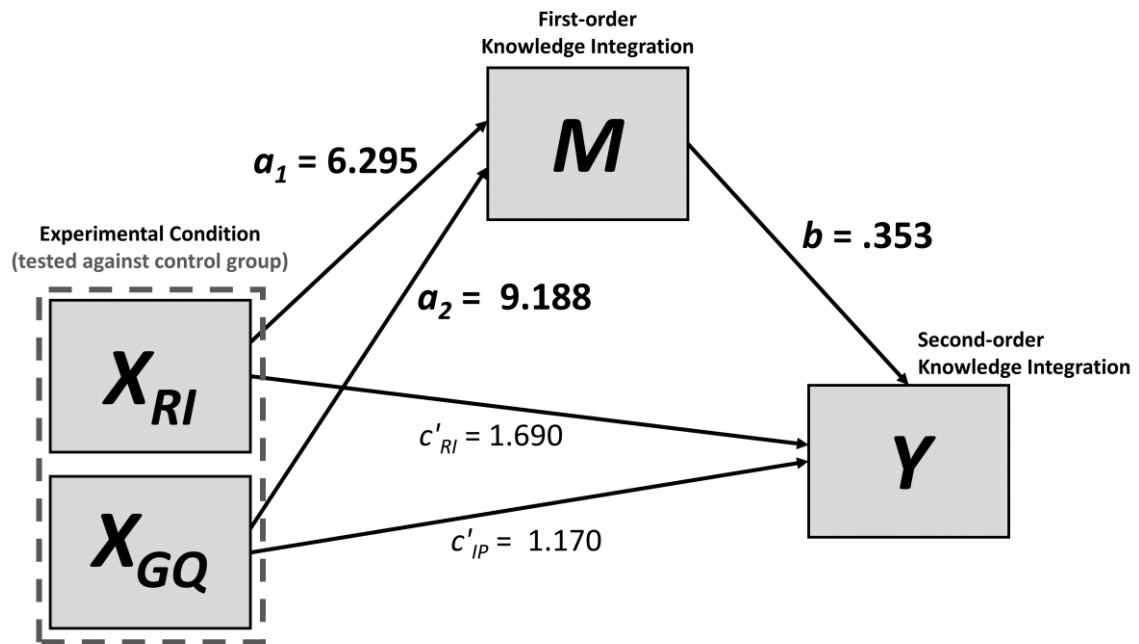 First-order
Knowledge Integration
M
a1 = 6.295
b = .353
Experimental Condition
(tested against control group)
a2 = 9.188
XRI
Second-order
Knowledge Integration
c'RI = 1.690
Y
XGQ
c'IP = 1.170